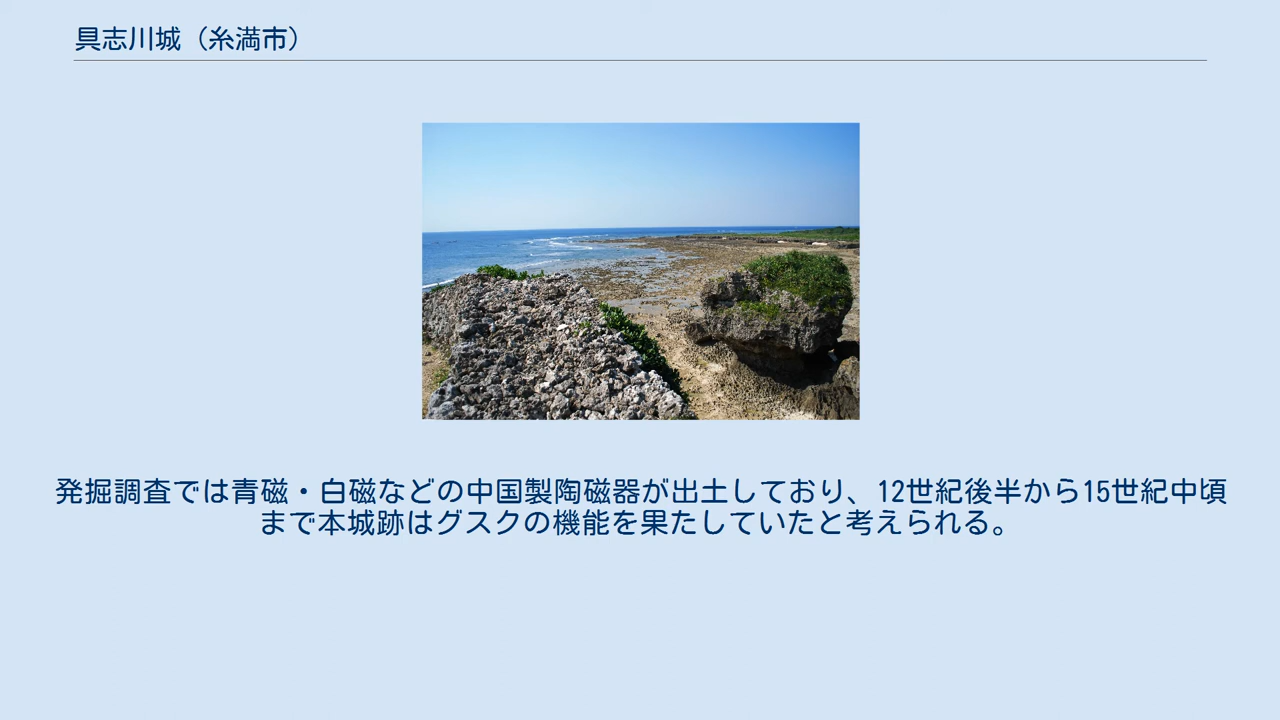 具志川城（糸満市）
発掘調査では青磁・白磁などの中国製陶磁器が出土しており、12世紀後半から15世紀中頃
まで本城跡はグスクの機能を果たしていたと考えられる。